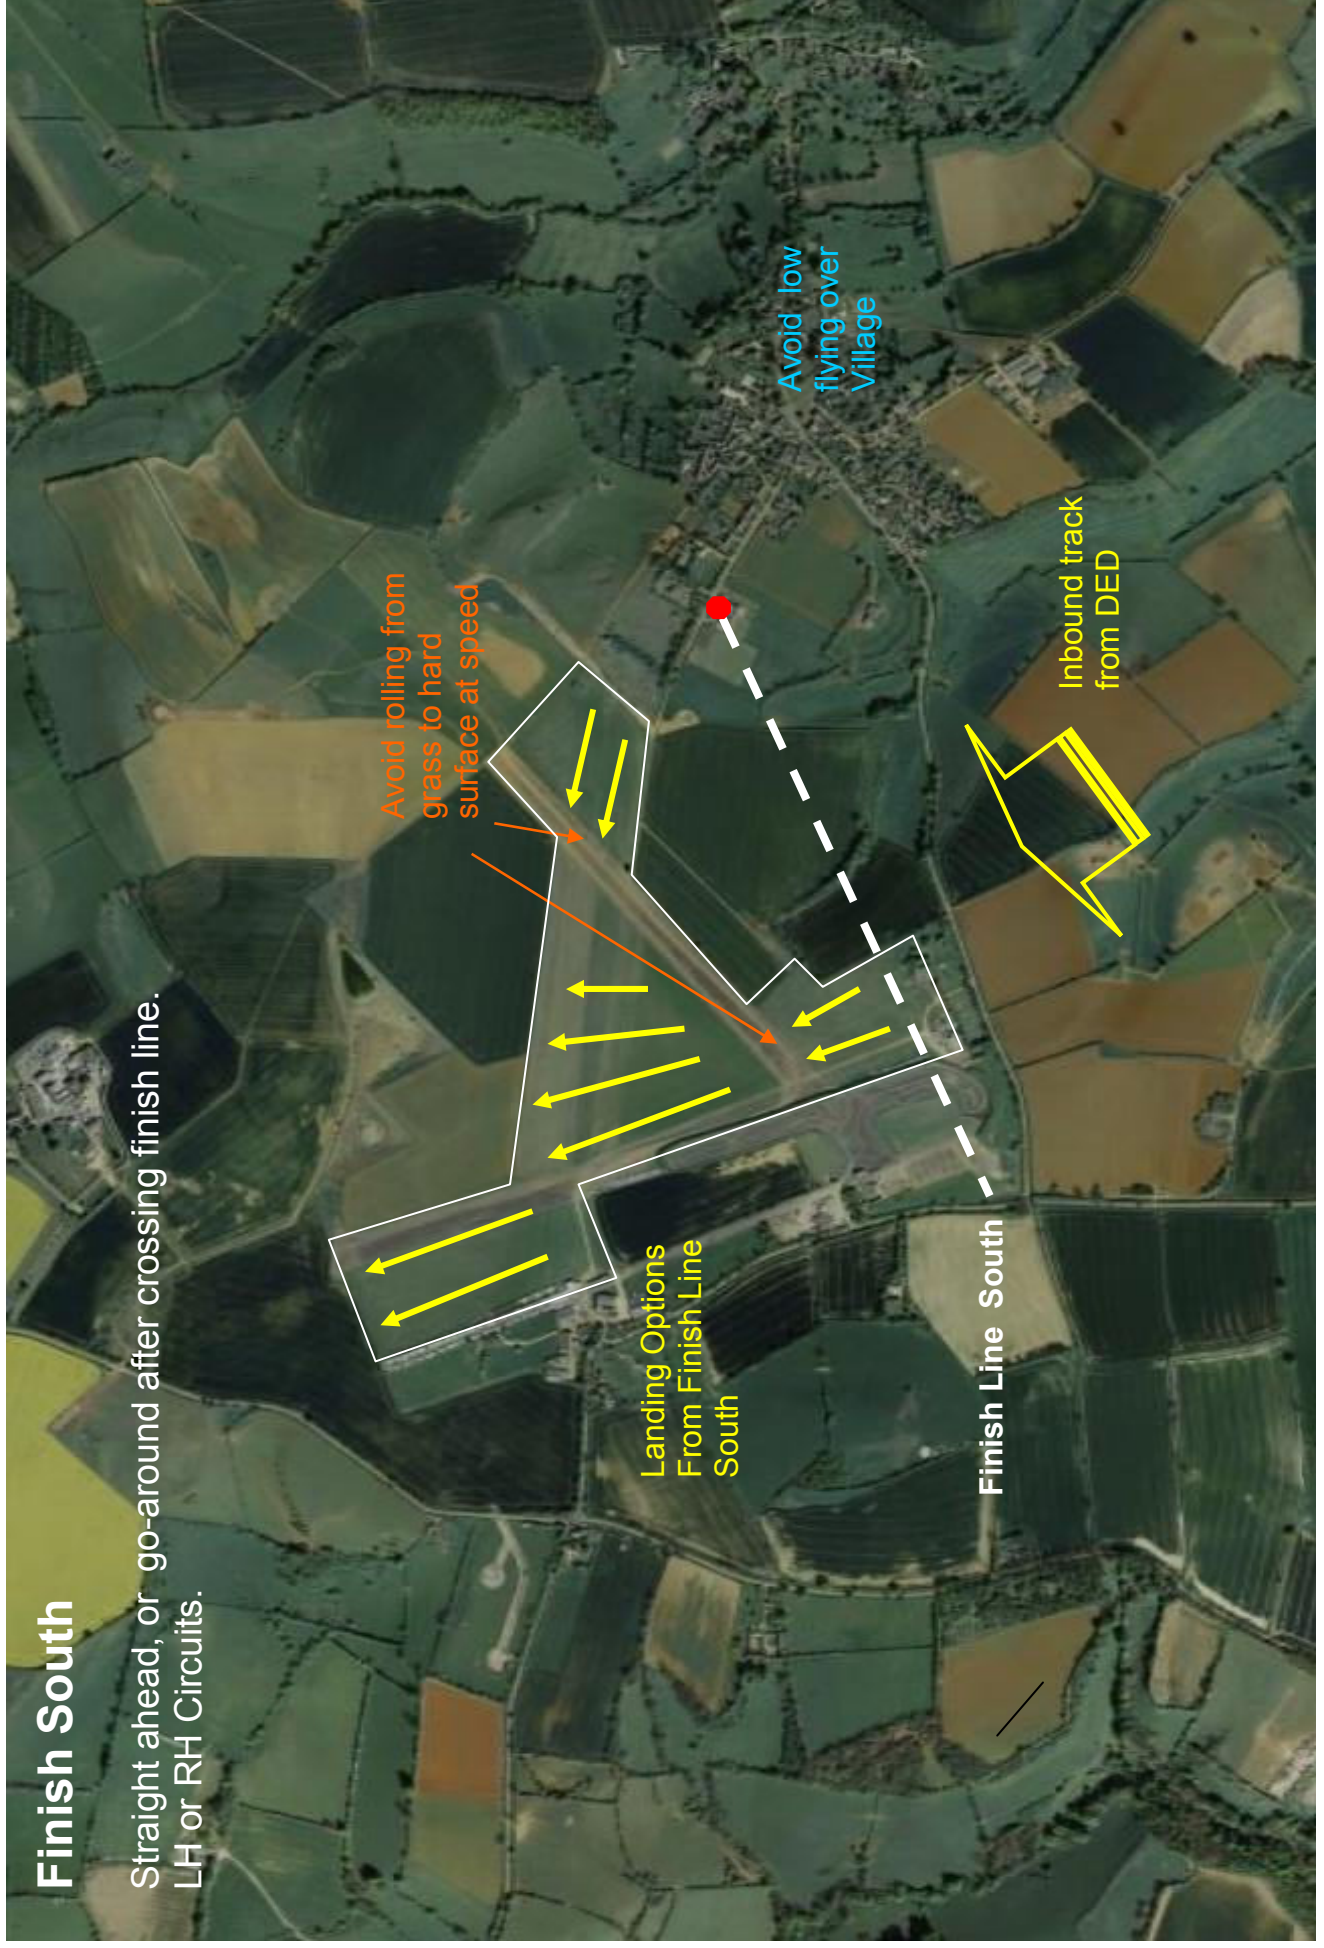 Finish South
Straight ahead, or go-around after crossing finish line.
LH or RH Circuits.
Avoid rolling from
grass to hard
surface at speed
Avoid low
flying over
Village
Landing Options
From Finish Line
South
Inbound track
from DED
Finish Line South